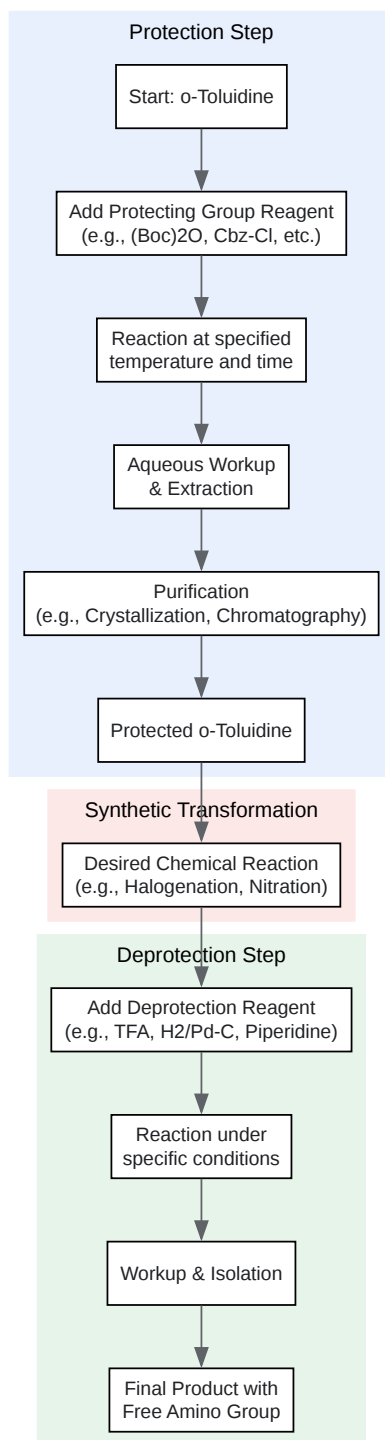 Protection Step
Start: o-Toluidine
Add Protecting Group Reagent
(e.g., (Boc)2O, Cbz-Cl, etc.)
Reaction at specified
temperature and time
Aqueous Workup
& Extraction
Purification
(e.g., Crystallization, Chromatography)
Protected o-Toluidine
Synthetic Transformation
Desired Chemical Reaction
(e.g., Halogenation, Nitration)
Deprotection Step
Add Deprotection Reagent
(e.g., TFA, H2/Pd-C, Piperidine)
Reaction under
specific conditions
Workup & Isolation
Final Product with
Free Amino Group